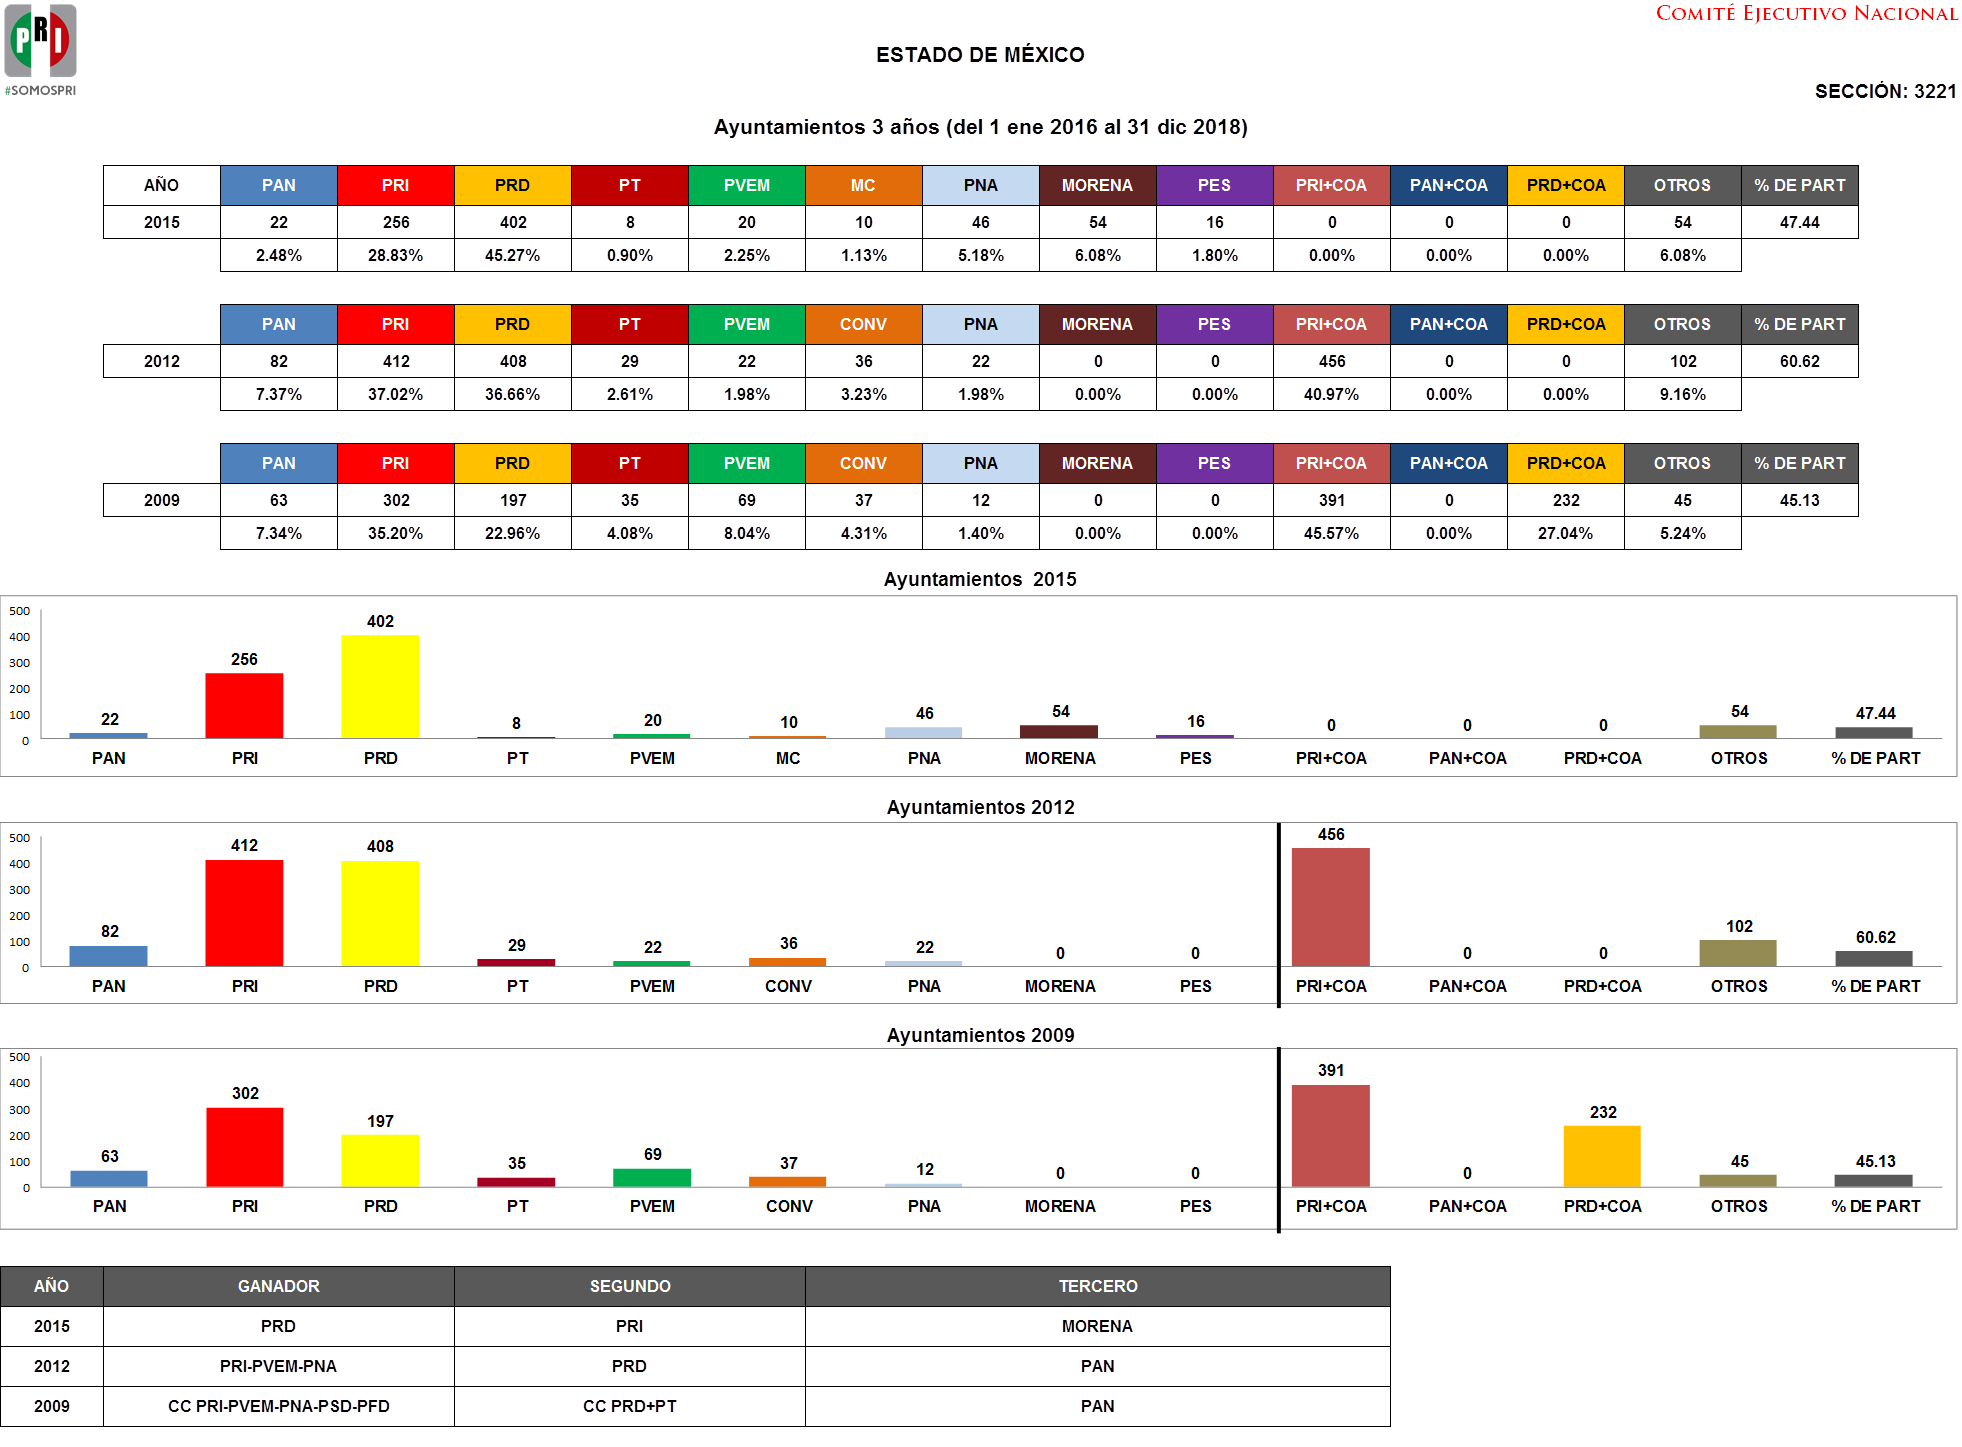 PRI
#SOMOSPRI
COMITÉ EJECUTIVO NACIONAL
ESTADO DE MÉXICO
SECCIÓN: 3221
Ayuntamientos 3 años (del 1 ene 2016 al 31 dic 2018)
AÑO PAN PRI PRD PT PVEM MC PNA MORENA PES PRI+COA PAN+COA PRD+COA OTROS % DE PART
2015 22 256 402 8 20 10 46 54 16 0 0 0 54 47.44
2.48% 28.83% 45.27% 0.90% 2.25% 1.13% 5.18% 6.08% 1.80% 0.00% 0.00% 0.00% 6.08%
PAN PRI PRD PT PVEM CONV PNA MORENA PES PRI+COA PAN+COA PRD+COA OTROS % DE PART
2012 82 412 408 29 22 36 22 0 0 456 0 0 102 60.62
7.37% 37.02% 36.66% 2.61% 1.98% 3.23% 1.98% 0.00% 0.00% 40.97% 0.00% 0.00% 9.16%
PAN PRI PRD PT PVEM CONV PNA MORENA PES PRI+COA PAN+COA PRD+COA OTROS % DE PART
2009 63 302 197 35 69 37 12 0 0 391 0 232 45 45.13
7.34% 35.20% 22.96% 4.08% 8.04% 4.31% 1.40% 0.00% 0.00% 45.57% 0.00% 27.04% 5.24%
Ayuntamientos 2015
500
400
300
200
100
0
22 256 402 8 20 10 46 54 16 0 0 0 54 47.44
PAN PRI PRD PT PVEM MC PNA MORENA PES PRI+COA PAN+COA PRD+COA OTROS % DE PART
Ayuntamientos 2012
500
400
300
200
100
0
82 412 408 29 22 36 22 0 0 456 0 0 102 60.62
PAN PRI PRD PT PVEM CONV PNA MORENA PES PRI+COA PAN+COA PRD+COA OTROS % DE PART
Ayuntamientos 2009
500
400
300
200
100
0
63 302 197 35 69 37 12 0 0 391 0 232 45 45.13
PAN PRI PRD PT PVEM CONV PNA MORENA PES PRI+COA PAN+COA PRD+COA OTROS % DE PART
AÑO GANADOR SEGUNDO TERCERO
2015 PRD PRI MORENA
2012 PRI-PVEM-PNA PRD PAN
2009 CC PRI-PVEM-PNA-PSD-PFD CC PRD+PT PAN